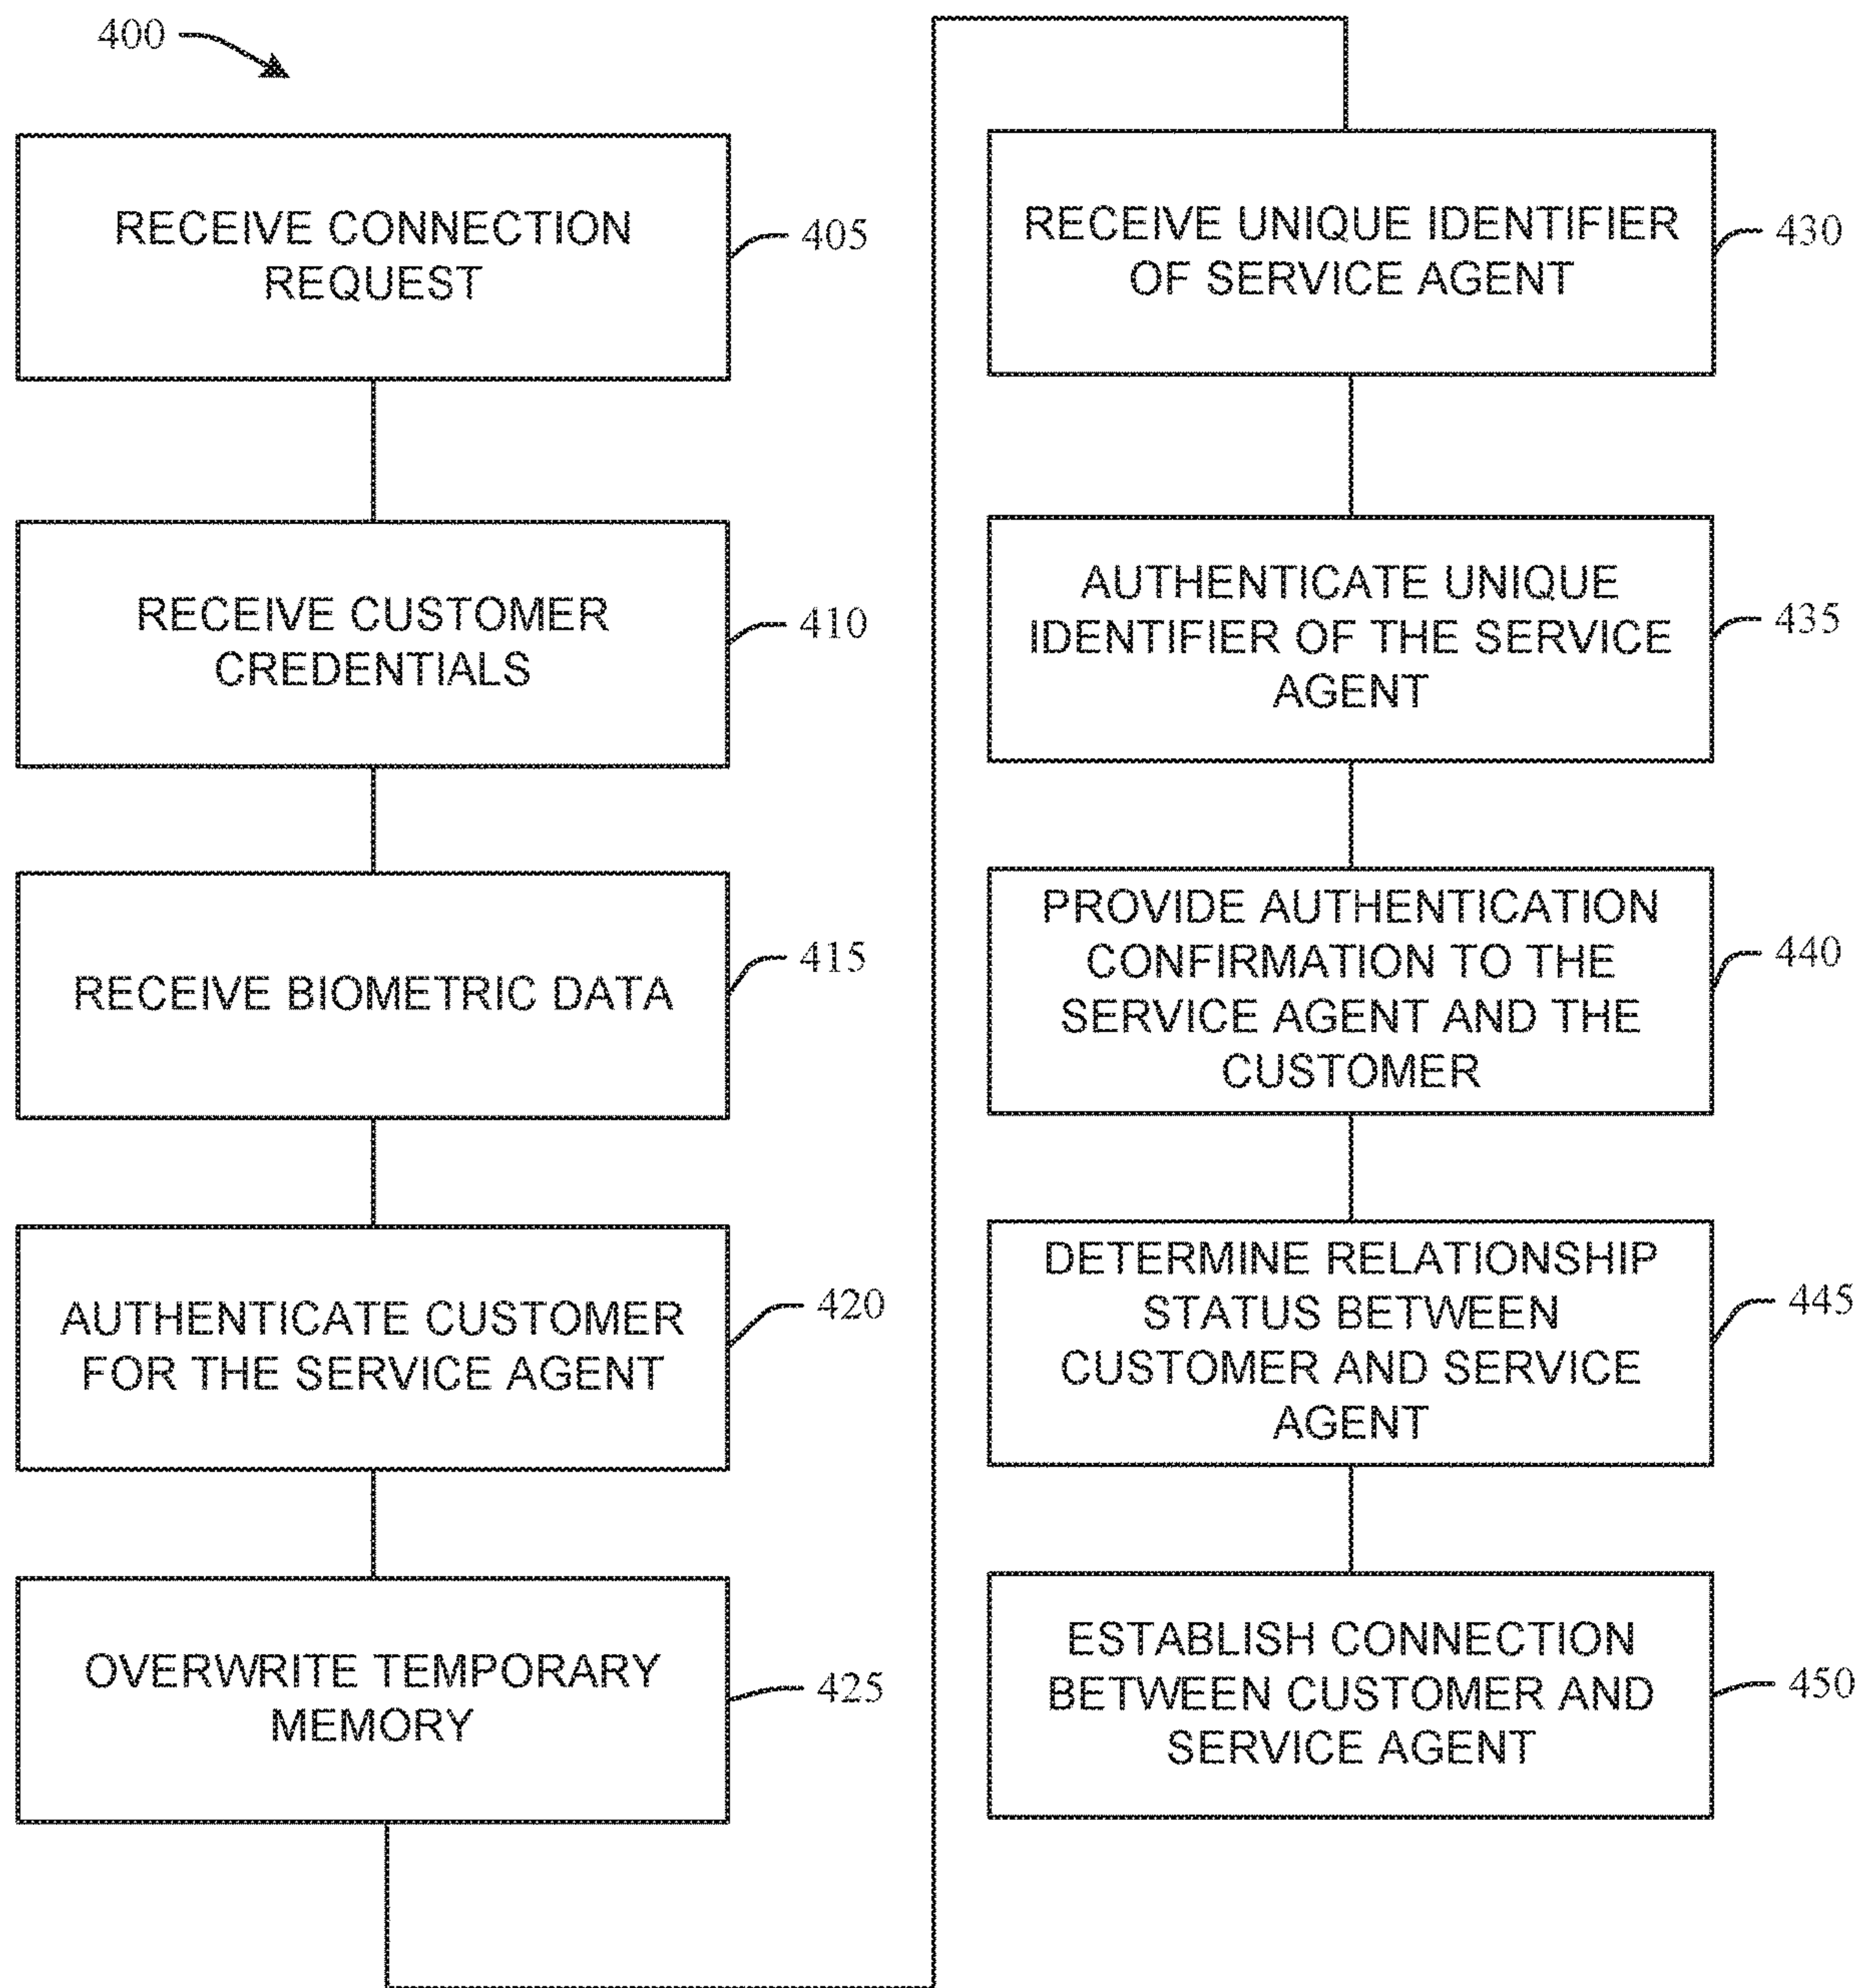 400
RECEIVE CONNECTION
REQUEST
405
RECEIVE CUSTOMER
CREDENTIALS
410
RECEIVE BIOMETRIC DATA
415
AUTHENTICATE CUSTOMER
FOR THE SERVICE AGENT
420
OVERWRITE TEMPORARY
MEMORY
425
RECEIVE UNIQUE IDENTIFIER
OF SERVICE AGENT
430
AUTHENTICATE UNIQUE
IDENTIFIER OF THE SERVICE
AGENT
435
PROVIDE AUTHENTICATION
CONFIRMATION TO THE
SERVICE AGENT AND THE
CUSTOMER
440
DETERMINE RELATIONSHIP
STATUS BETWEEN
CUSTOMER AND SERVICE
AGENT
445
ESTABLISH CONNECTION
BETWEEN CUSTOMER AND
SERVICE AGENT
450